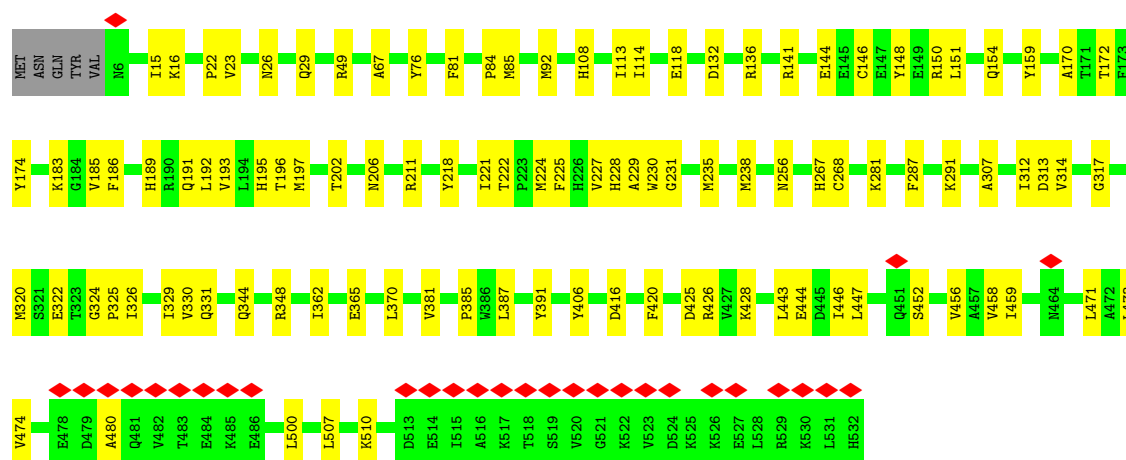 MET ASN GLN TYR VAL N6 I15 K16 P22 V23 N26 Q29 R49 A67 Y76 F81 P84 M85 M92 H108 I113 I114 E118 D132 R136 R141 E144 E145 C146 E147 Y148 E149 R150 L151 Q154 Y159 A170 T171 T172 F173
Y174 K183 G184 V185 F186 H189 R190 Q191 L192 V193 L194 H195 T196 M197 T202 N206 R211 Y218 I221 T222 P223 M224 F225 H226 V227 H228 A229 W230 G231 M235 M238 N256 H267 C268 K281 F287 K291 A307 I312 D313 V314 G317
M320 S321 E322 T323 G324 P325 I326 I329 V330 Q331 Q344 R348 I362 E365 L370 V381 P385 W386 L387 Y391 Y406 D416 F420 D425 R426 V427 K428 L443 E444 D445 I446 L447 Q451 S452 V456 A457 V458 I459 N464 L471 A472
V474 E478 D479 A480 Q481 V482 T483 E484 K485 E486 L500 L507 K510 D513 E514 I515 A516 K517 T518 S519 V520 G521 K522 V523 D524 K525 K526 E527 L528 R529 K530 L531 H532